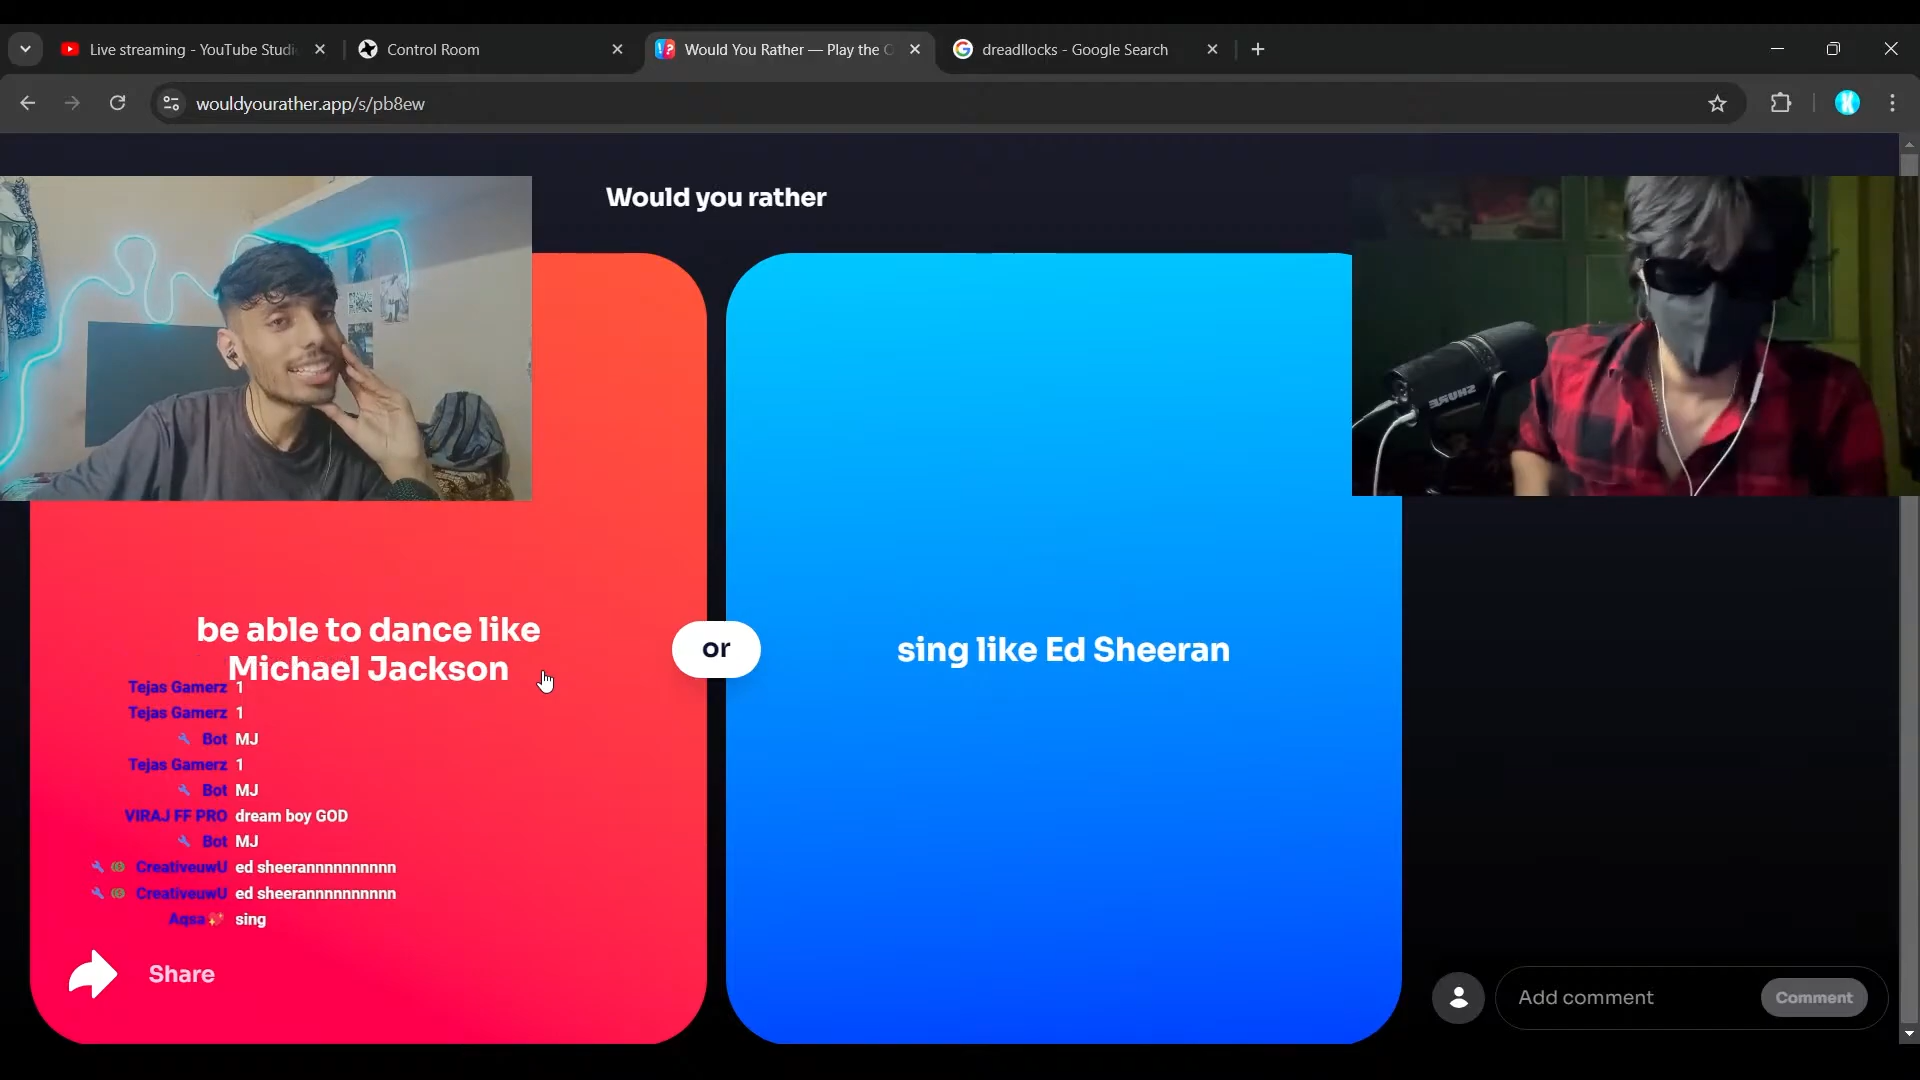 Live streaming - YouTube Studi
Control Room
Would You Rather — Play the
dreadllocks - Google Search
wouldyourather.app/s/pb8ew
Would you rather
SHURE
be able to dance like
Michael Jackson
or
sing like Ed Sheeran
Tejas Gamerz 1
Tejas Gamerz 1
Bot MJ
Tejas Gamerz 1
Bot MJ
VIRAJ FF PRO dream boy GOD
Bot MJ
CreativeuwU ed sheerannnnnnnnnn
CreativeuwU ed sheerannnnnnnnnn
Aqsa💖 sing
Share
Add comment
Comment